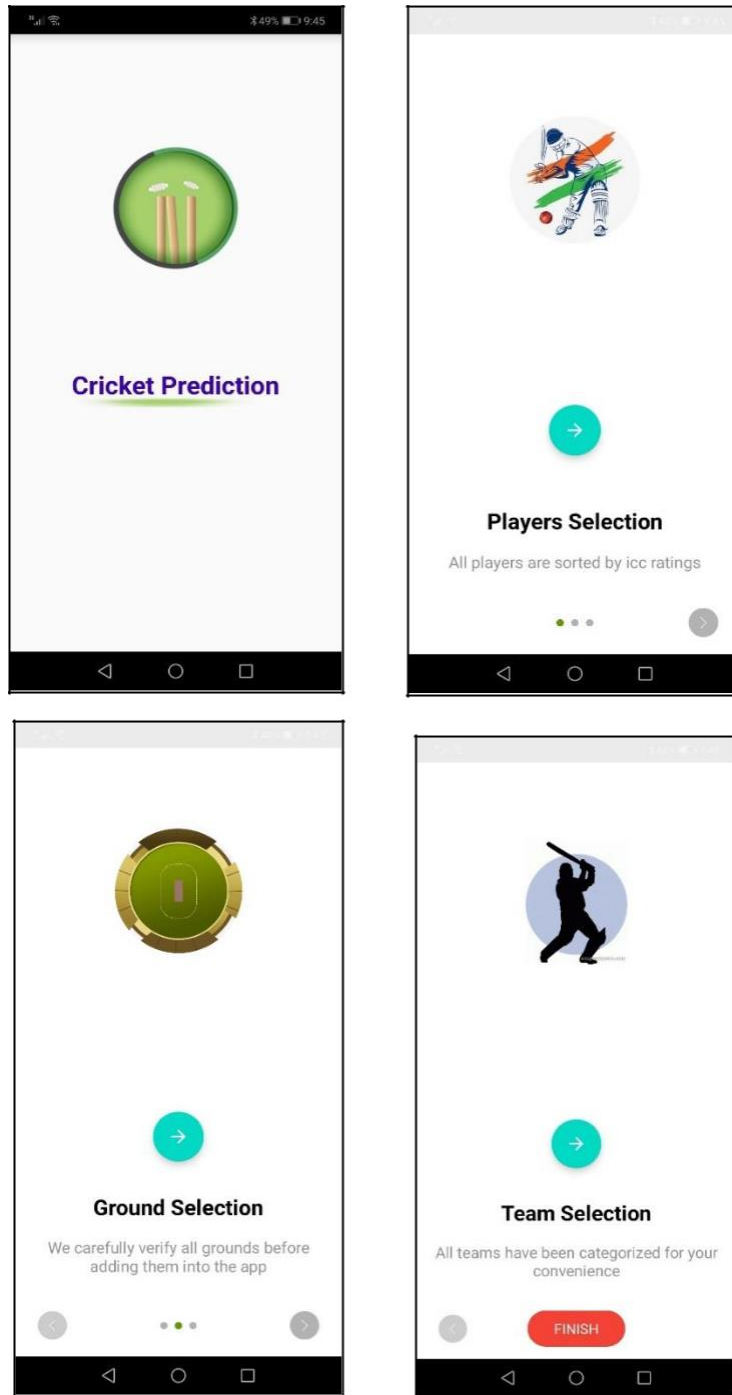 49% 9:45
Cricket Prediction
Players Selection
All players are sorted by icc ratings
Ground Selection
We carefully verify all grounds before
adding them into the app
Team Selection
All teams have been categorized for your
convenience
FINISH